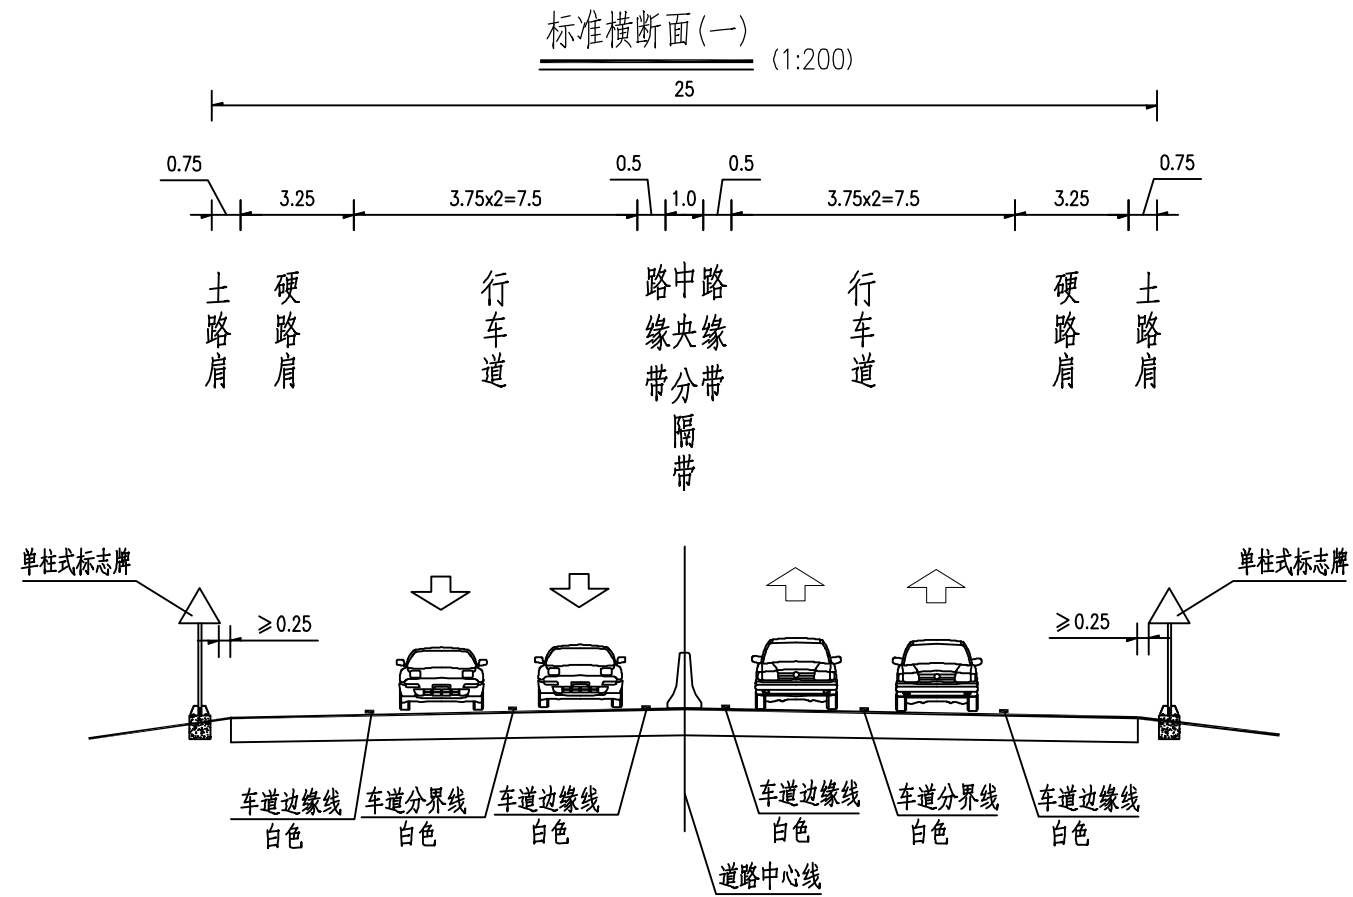 标准横断面(一)
(1:200)
25
0.75
3.25
3.75x2=7.5
0.5
1.0
0.5
3.75x2=7.5
3.25
0.75
土路肩
硬路肩
行车道
路缘带
中央分隔带
路缘带
行车道
硬路肩
土路肩
单柱式标志牌
≥0.25
≥0.25
单柱式标志牌
车道边缘线
白色
车道分界线
白色
车道边缘线
白色
车道边缘线
白色
车道分界线
白色
车道边缘线
白色
道路中心线